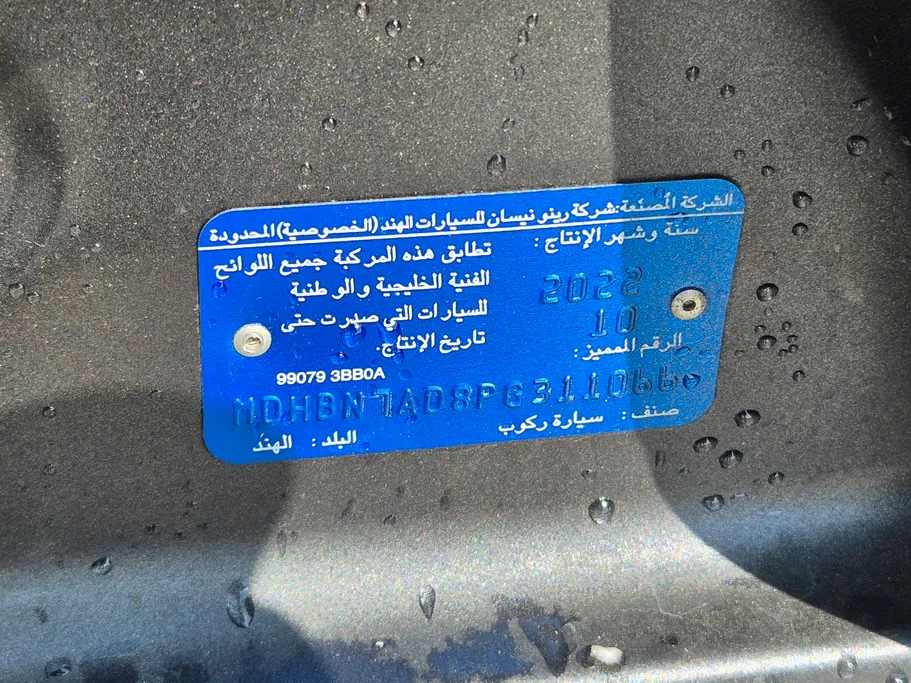 الشركة المصنعة:شركة رينو نيسان للسيارات الهند (الخصوصية) المحدودة
سنة وشهر الإنتاج :
2022
10
تطابق هذه المركبة جميع اللوائح
الفنية الخليجية والوطنية
للسيارات التي صدرت حتى
تاريخ الإنتاج.
الرقم المميز :
99079 3BB0A
MDHBN7AD8PG311066
صنف : سيارة ركوب
البلد : الهند